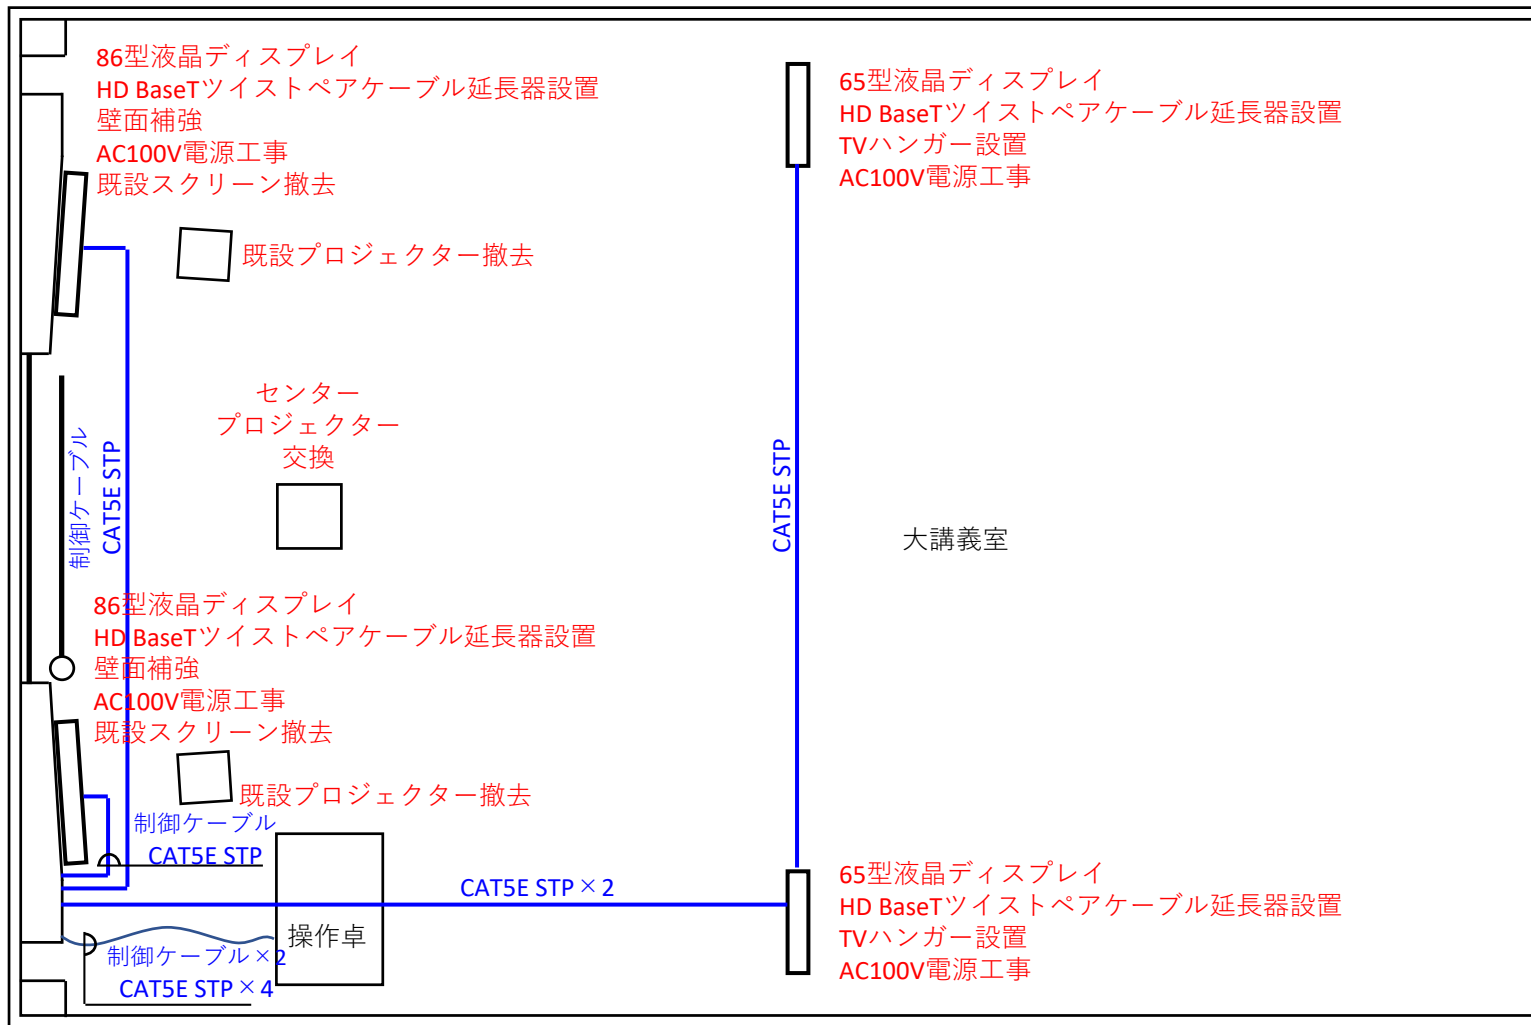 86型液晶ディスプレイ
HD BaseTツイストペアケーブル延長器設置
壁面補強
AC100V電源工事
既設スクリーン撤去
既設プロジェクター撤去
65型液晶ディスプレイ
HD BaseTツイストペアケーブル延長器設置
TVハンガー設置
AC100V電源工事
センター
プロジェクター
交換
制御ケーブル
CAT5E STP
CAT5E STP
大講義室
86型液晶ディスプレイ
HD BaseTツイストペアケーブル延長器設置
壁面補強
AC100V電源工事
既設スクリーン撤去
既設プロジェクター撤去
制御ケーブル
CAT5E STP
CAT5E STP×2
操作卓
制御ケーブル×2
CAT5E STP×4
65型液晶ディスプレイ
HD BaseTツイストペアケーブル延長器設置
TVハンガー設置
AC100V電源工事